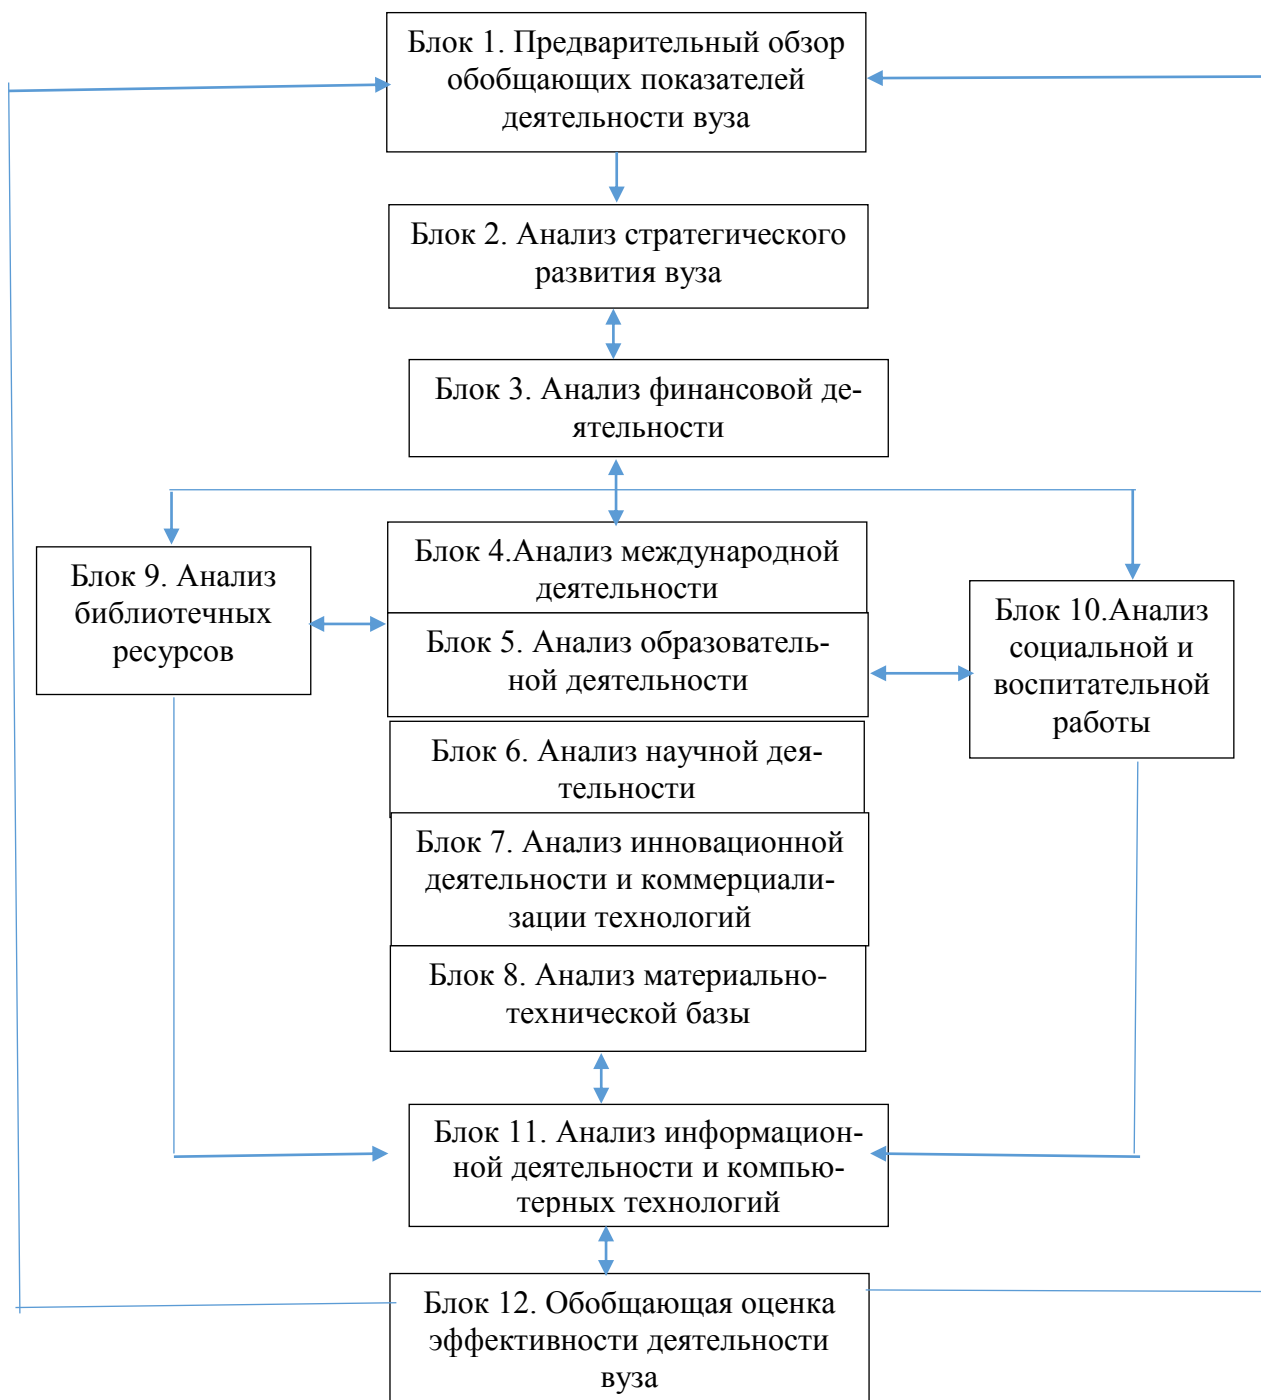 Блок 1. Предварительный обзор
обобщающих показателей
деятельности вуза
Блок 2. Анализ стратегического
развития вуза
Блок 3. Анализ финансовой де-
ятельности
Блок 4.Анализ международной
деятельности
Блок 9. Анализ
библиотечных
ресурсов
Блок 5. Анализ образователь-
ной деятельности
Блок 10.Анализ
социальной и
воспитательной
работы
Блок 6. Анализ научной дея-
тельности
Блок 7. Анализ инновационной
деятельности и коммерциали-
зации технологий
Блок 8. Анализ материально-
технической базы
Блок 11. Анализ информацион-
ной деятельности и компью-
терных технологий
Блок 12. Обобщающая оценка
эффективности деятельности
вуза